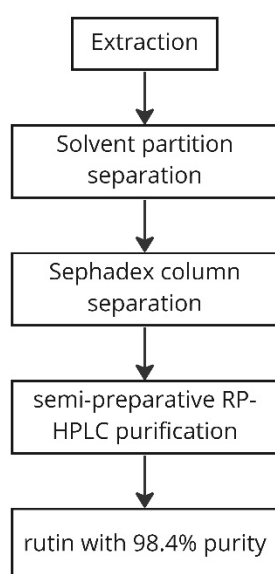 Extraction
Solvent partition
separation
Sephadex column
separation
semi-preparative RP-
HPLC purification
rutin with 98.4% purity